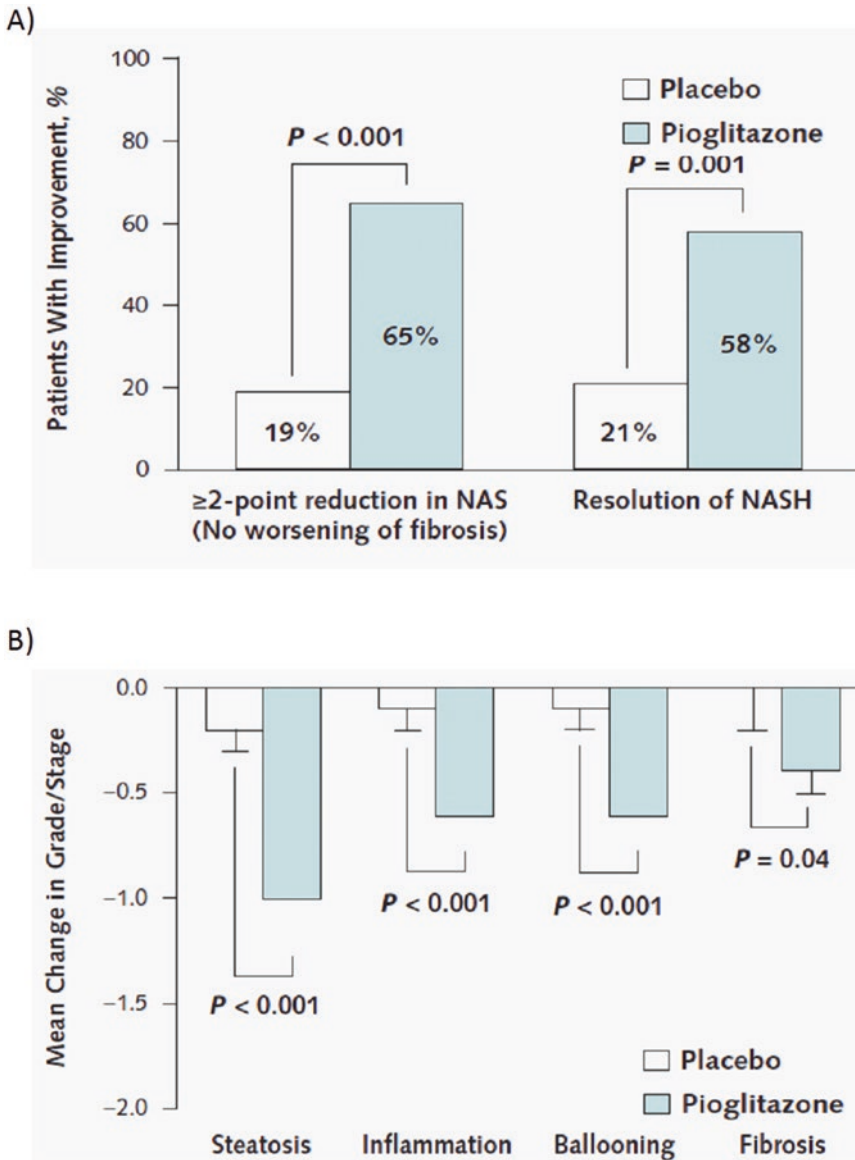 A)
Patients With Improvement, %
100
80
60
40
20
0
Placebo
Pioglitazone
P < 0.001
P = 0.001
19%
65%
21%
58%
≥2-point reduction in NAS
(No worsening of fibrosis)
Resolution of NASH
B)
Mean Change in Grade/Stage
0.0
−0.5
−1.0
−1.5
−2.0
P < 0.001
P < 0.001
P < 0.001
P = 0.04
Placebo
Pioglitazone
Steatosis
Inflammation
Ballooning
Fibrosis